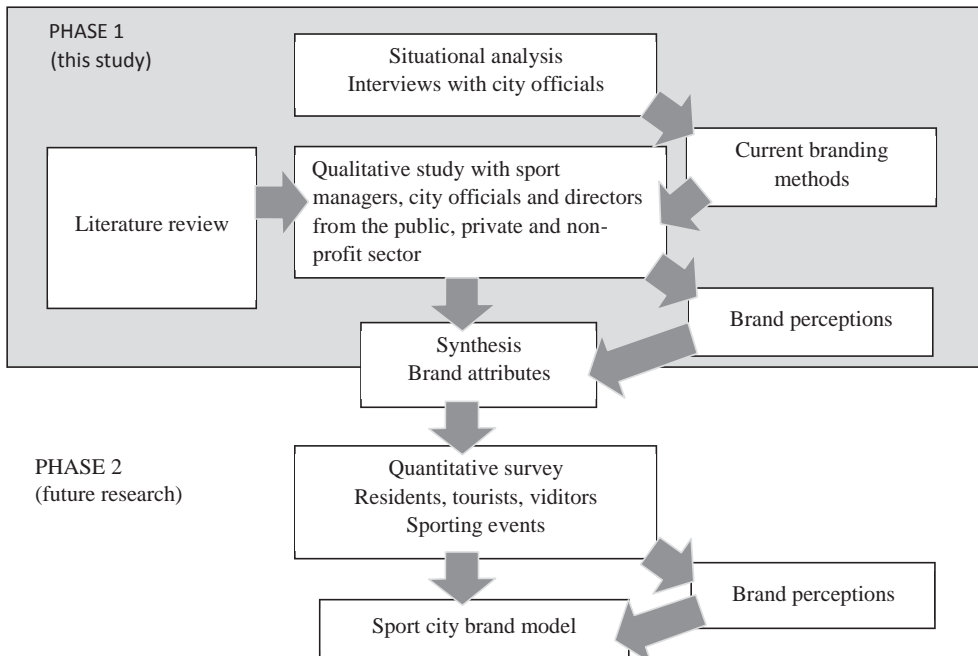 PHASE 1
(this study)
Situational analysis
Interviews with city officials
Current branding
methods
Literature review
Qualitative study with sport
managers, city officials and directors
from the public, private and non-
profit sector
Brand perceptions
Synthesis
Brand attributes
PHASE 2
(future research)
Quantitative survey
Residents, tourists, viditors
Sporting events
Brand perceptions
Sport city brand model